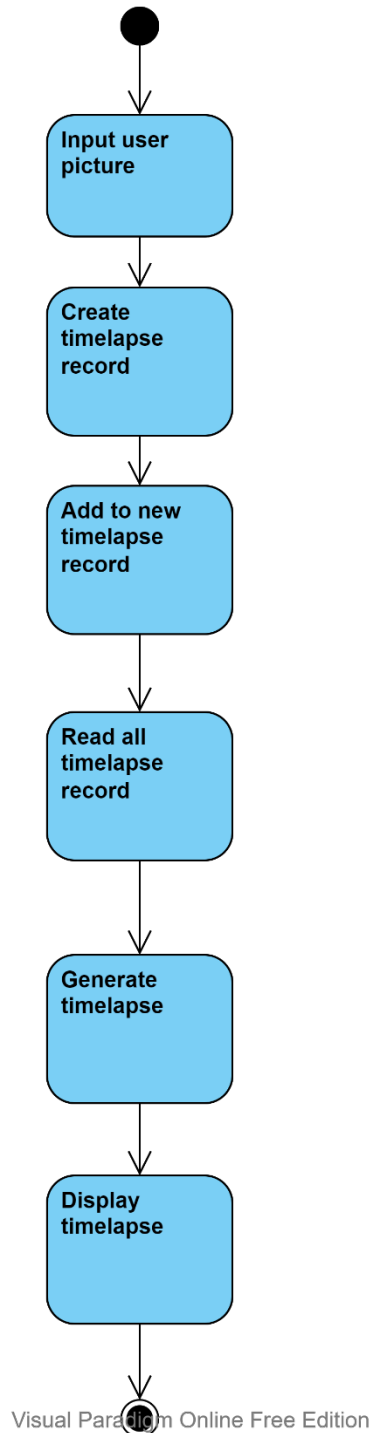 Input user
picture
Create
timelapse
record
Add to new
timelapse
record
Read all
timelapse
record
Generate
timelapse
Display
timelapse
Visual Paradigm Online Free Edition